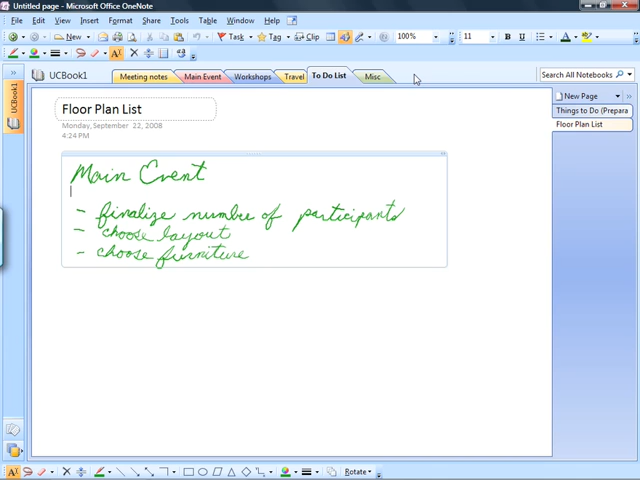 Untitled page - Microsoft Office OneNote
File Edit View Insert Format Share Tools Table Window Help
Back Task Tag Clip 100% 11 B U A
A
UCBook1 Meeting notes Main Event Workshops Travel To Do List Misc Search All Notebooks
UCBook1
New Page
Things to Do (Prepara
Floor Plan List
Floor Plan List
Monday, September 22, 2008
4:24 PM
Main Event
- finalize numbre of participants
- choose layout
- choose furniture
A Rotate